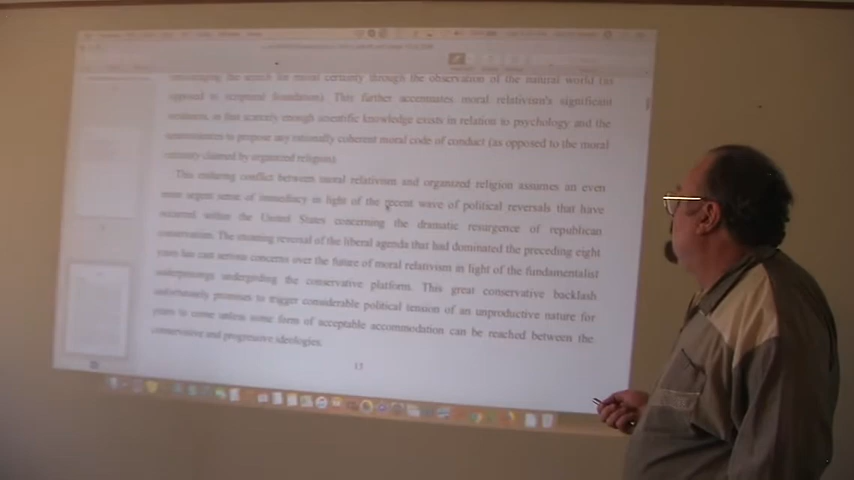 encouraging the search for moral certainty through the observation of the natural world (as
opposed to scriptural foundation). This further accentuates moral relativism's significant
in that scarcely enough scientific knowledge exists in relation to psychology and the
neurosciences to propose any rationally coherent moral code of conduct (as opposed to the moral
certainty claimed by organized religion).
This enduring conflict between moral relativism and organized religion assumes an even
more urgent sense of immediacy in light of the recent wave of political reversals that have
occurred within the United States concerning the dramatic resurgence of republican
conservatism. The stunning reversal of the liberal agenda that had dominated the preceding eight
years has cast serious concerns over the future of moral relativism in light of the fundamentalist
underpinnings undergirding the conservative platform. This great conservative backlash
unfortunately promises to trigger considerable political tension of an unproductive nature for
years to come unless some form of acceptable accommodation can be reached between the
conservative and progressive ideologies.